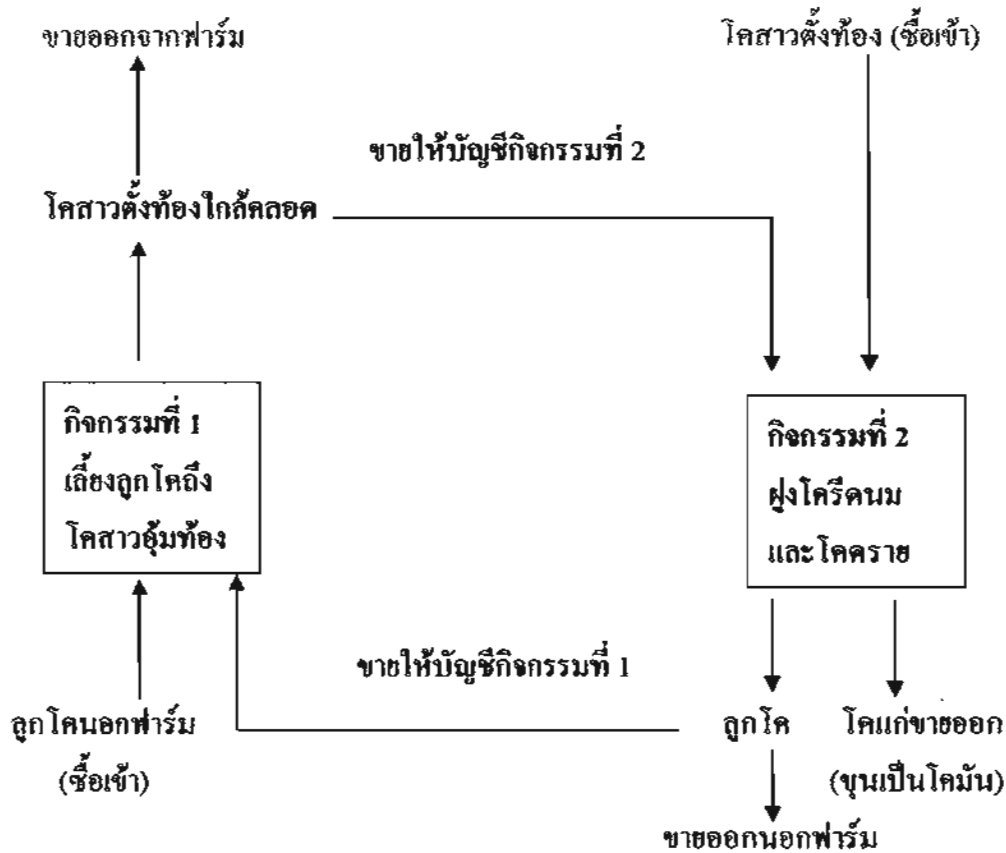 ขายออกจากฟาร์ม
โคสาวตั้งท้อง (ซื้อเข้า)
ขายให้บัญชีกิจกรรมที่ 2
โคสาวตั้งท้องใกล้คลอด
กิจกรรมที่ 1
เลี้ยงลูกโคถึง
โคสาวอุ้มท้อง
กิจกรรมที่ 2
ฝูงโครีดนม
และโคดราย
ขายให้บัญชีกิจกรรมที่ 1
ลูกโคนอกฟาร์ม
(ซื้อเข้า)
ลูกโค
โคแก่ขายออก
(ขุนเป็นโคมัน)
ขายออกนอกฟาร์ม